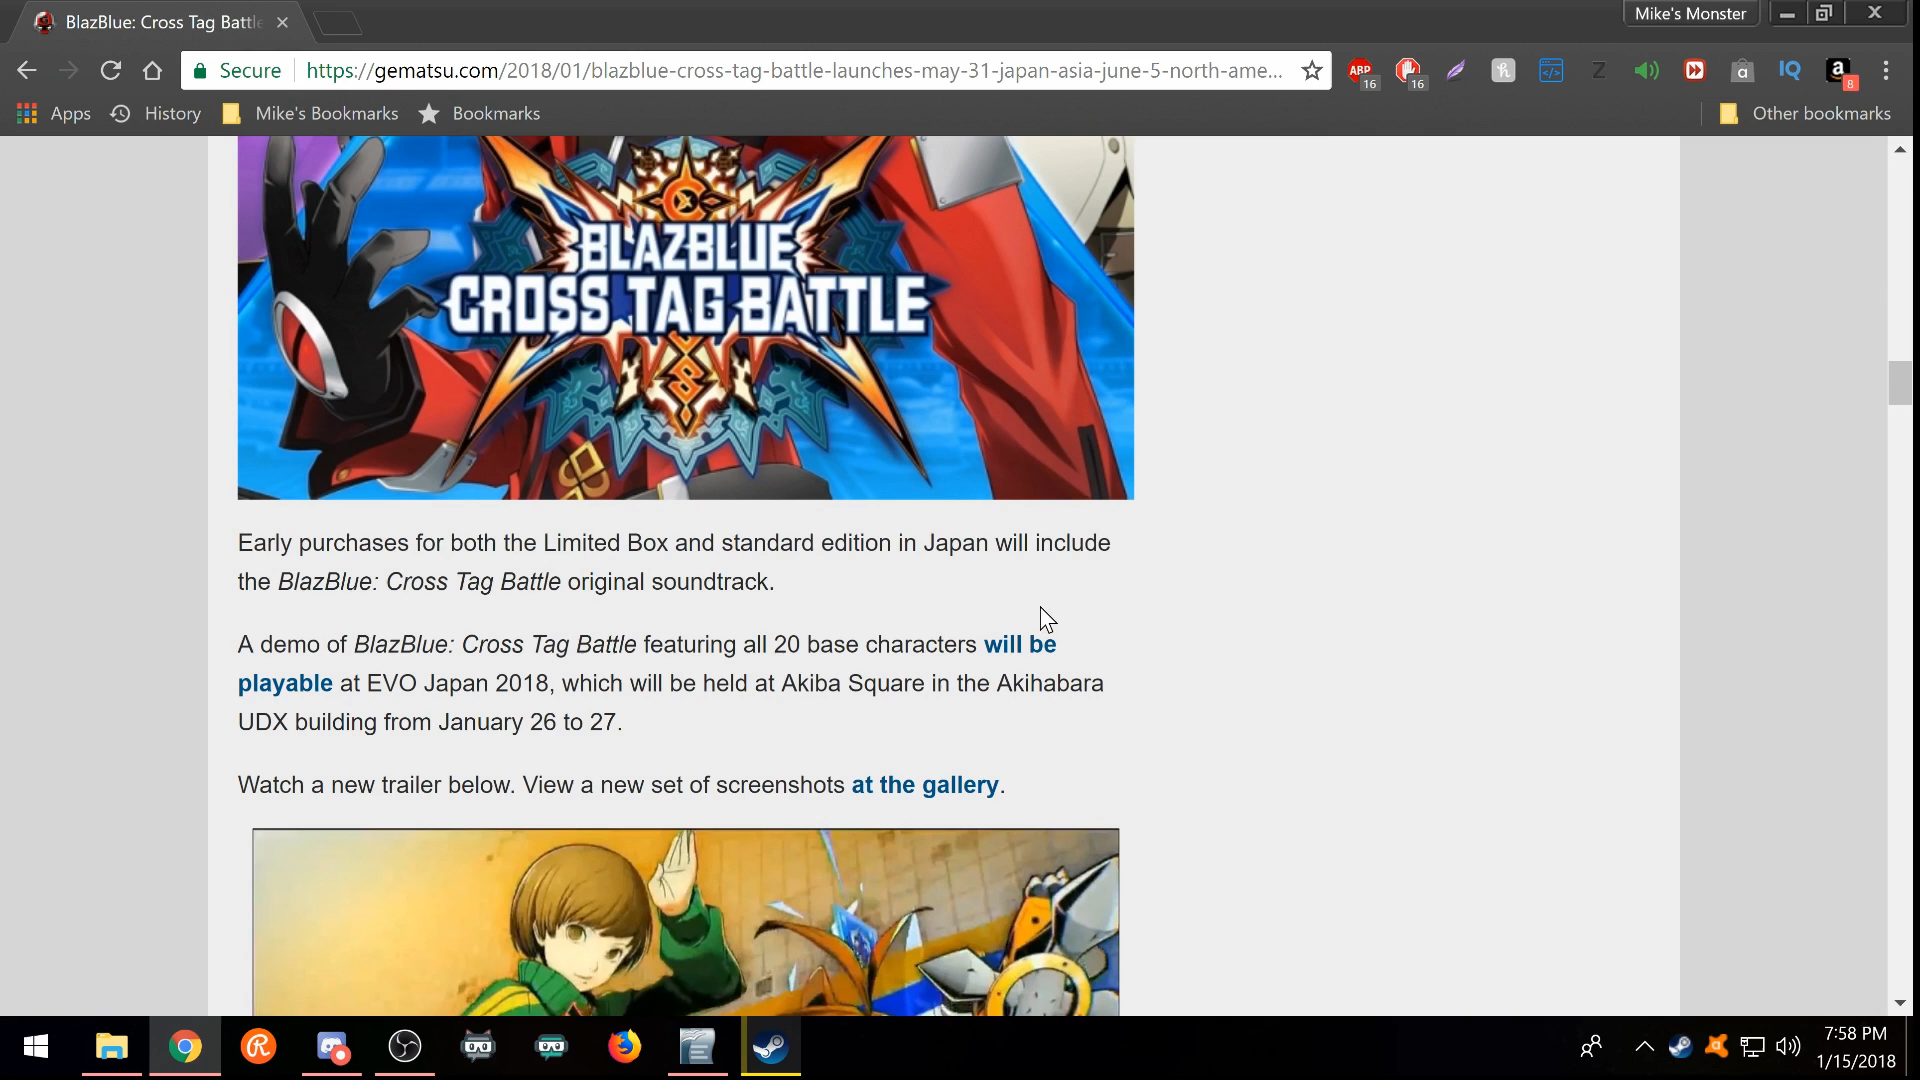 BlazBlue: Cross Tag Battle
Mike's Monster
Secure
https://gematsu.com/2018/01/blazblue-cross-tag-battle-launches-may-31-japan-asia-june-5-north-ame...
ABP
16
16
h
</>
Z
a
IQ
a
8
Apps
History
Mike's Bookmarks
Bookmarks
Other bookmarks
BLAZBLUE
CROSS TAG BATTLE
Early purchases for both the Limited Box and standard edition in Japan will include
the BlazBlue: Cross Tag Battle original soundtrack.
A demo of BlazBlue: Cross Tag Battle featuring all 20 base characters will be
playable at EVO Japan 2018, which will be held at Akiba Square in the Akihabara
UDX building from January 26 to 27.
Watch a new trailer below. View a new set of screenshots at the gallery.
7:58 PM
1/15/2018